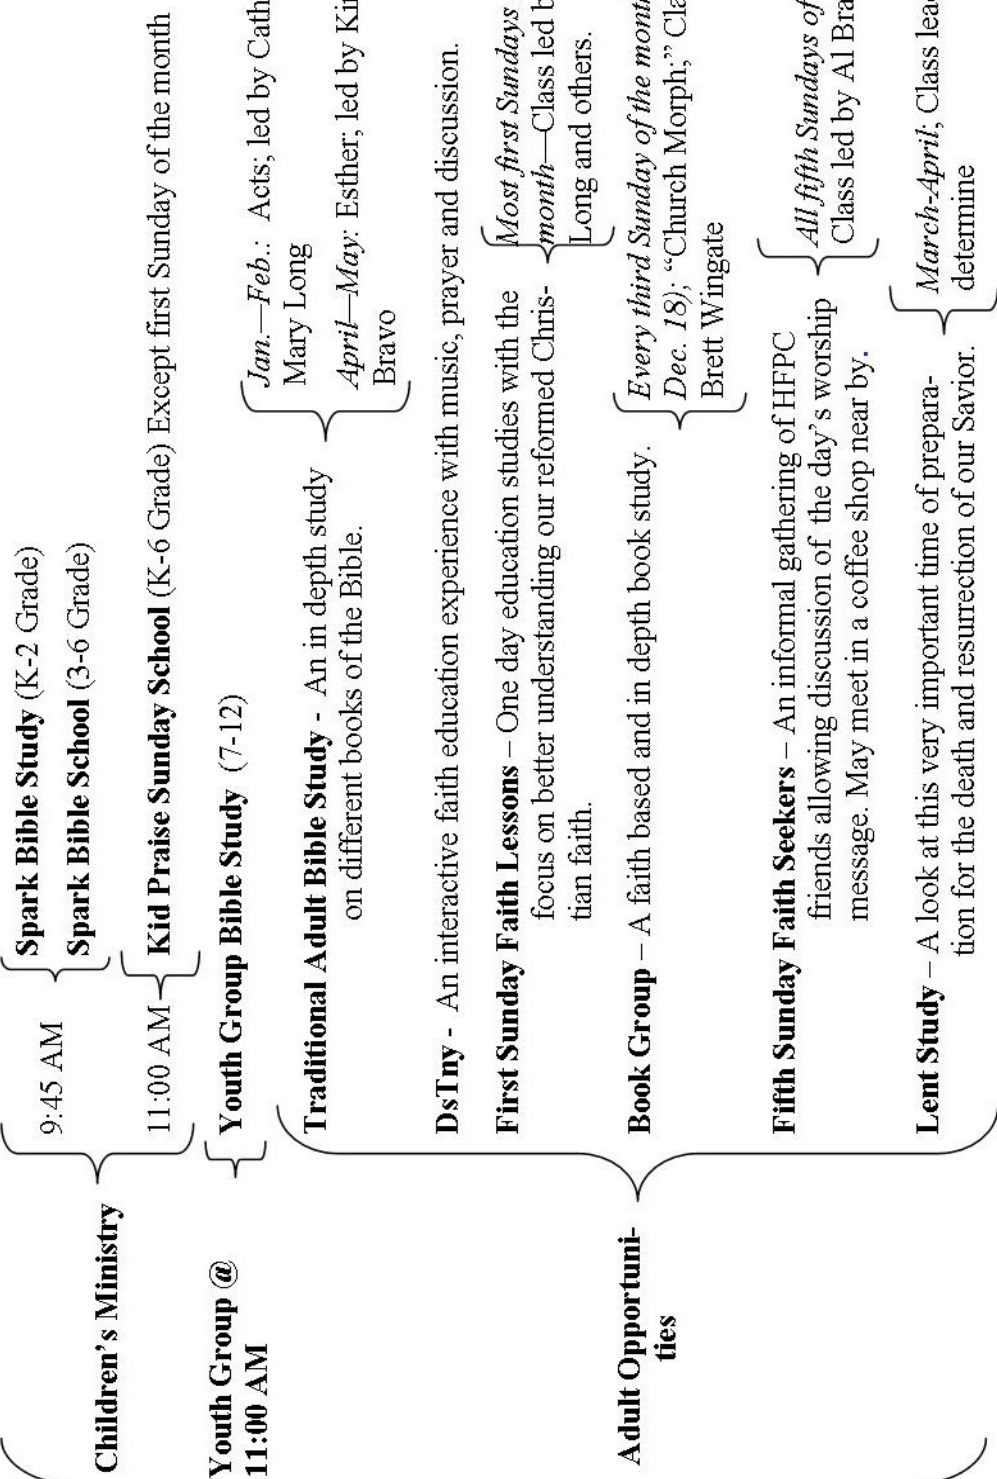 Children's Ministry
9:45 AM
Spark Bible Study (K-2 Grade)
Spark Bible School (3-6 Grade)
11:00 AM
Kid Praise Sunday School (K-6 Grade) Except first Sunday of the month
Youth Group @
11:00 AM
Youth Group Bible Study (7-12)
Adult Opportuni-
ties
Traditional Adult Bible Study - An in depth study
on different books of the Bible.
Jan.—Feb.: Acts; led by
Mary Long
April—May: Esther; led by
Bravo
DsTny - An interactive faith education experience with music, prayer and discussion.
First Sunday Faith Lessons – One day education studies with the
focus on better understanding our reformed Chris-
tian faith.
Most first Sundays
month—Class led
Long and others.
Book Group – A faith based and in depth book study.
Every third Sunday of the
Dec. 18); “Church Morph;”
Brett Wingate
Fifth Sunday Faith Seekers – An informal gathering of HFPC
friends allowing discussion of the day's worship
message. May meet in a coffee shop near by.
All fifth Sundays of
Class led by Al
Lent Study – A look at this very important time of prepara-
tion for the death and resurrection of our Savior.
March-April; Class
determine